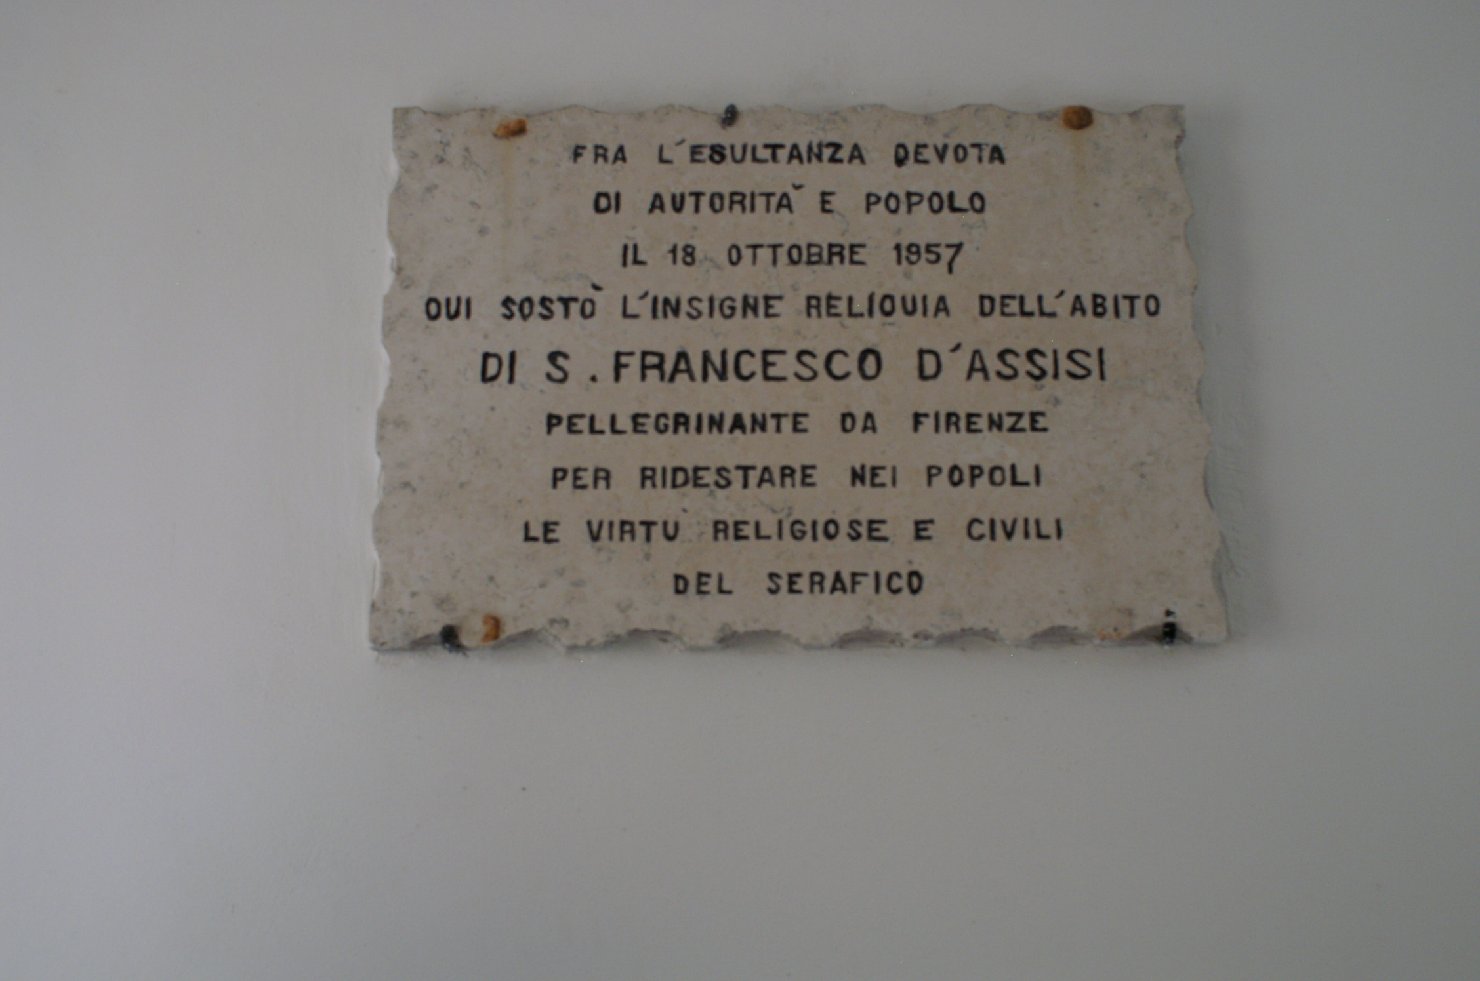 FRA L'ESULTANZA DEVOTA
DI AUTORITA' E POPOLO
IL 18 OTTOBRE 1957
QUI SOSTÒ L'INSIGNE RELIQUIA DELL'ABITO
DI S. FRANCESCO D'ASSISI
PELLEGRINANTE DA FIRENZE
PER RIDESTARE NEI POPOLI
LE VIRTU RELIGIOSE E CIVILI
DEL SERAFICO